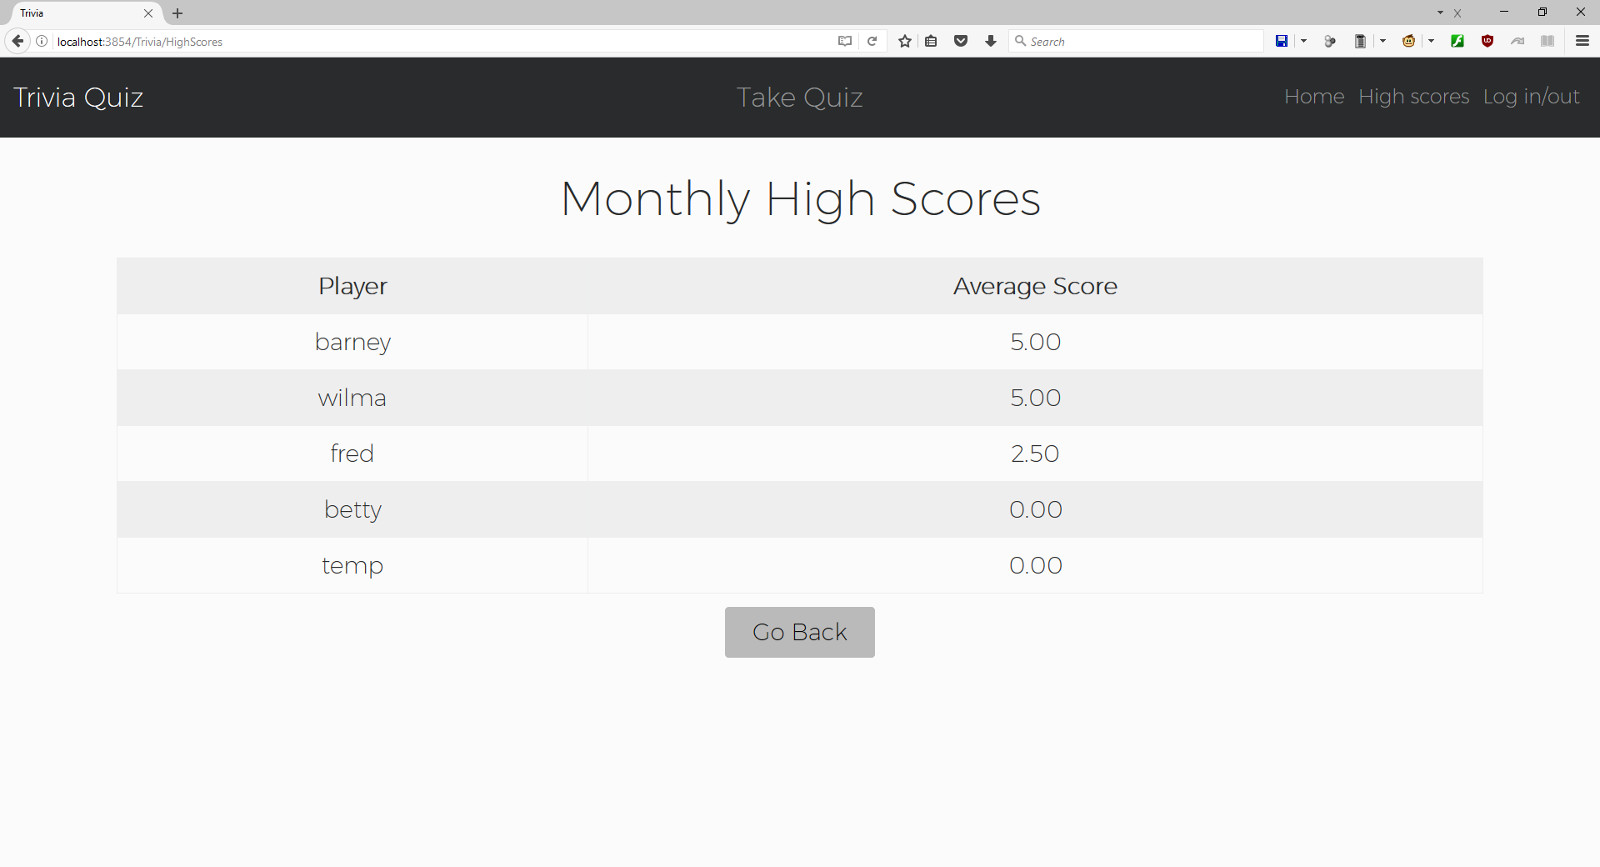 Trivia
localhost:3854/Trivia/HighScores
Search
Trivia Quiz
Take Quiz
Home High scores Log in/out
Monthly High Scores
Player Average Score
barney 5.00
wilma 5.00
fred 2.50
betty 0.00
temp 0.00
Go Back